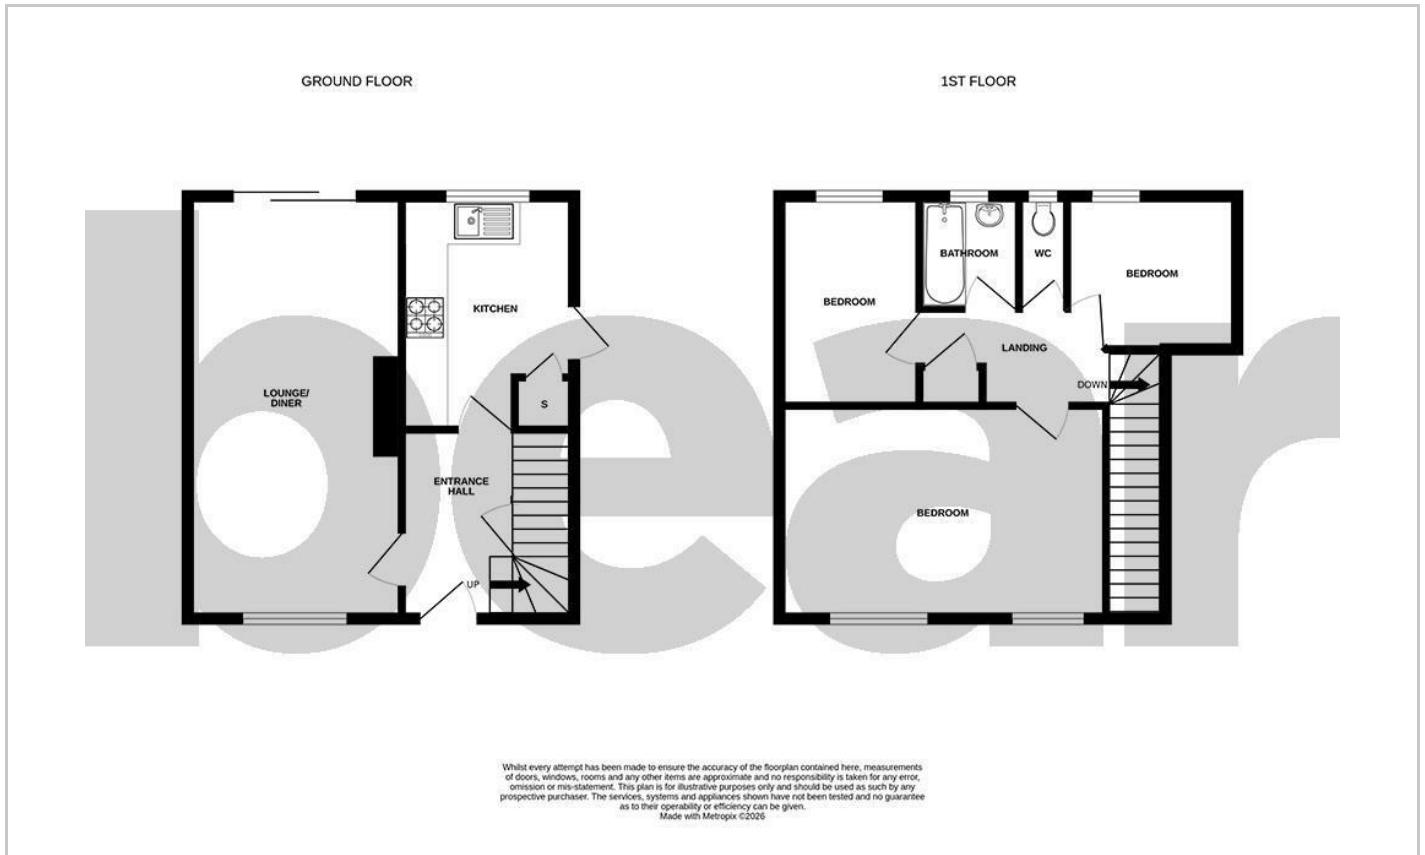 GROUND FLOOR
1ST FLOOR
KITCHEN
S
LOUNGE/
DINER
ENTRANCE
HALL
UP
BATHROOM
WC
BEDROOM
BEDROOM
LANDING
DOWN
BEDROOM
bear
Whilst every attempt has been made to ensure the accuracy of the floorplan contained here, measurements
of doors, windows, rooms and any other items are approximate and no responsibility is taken for any error,
omission or mis-statement. This plan is for illustrative purposes only and should be used as such by any
prospective purchaser. The services, systems and appliances shown have not been tested and no guarantee
as to their operability or efficiency can be given.
Made with Metropix ©2026